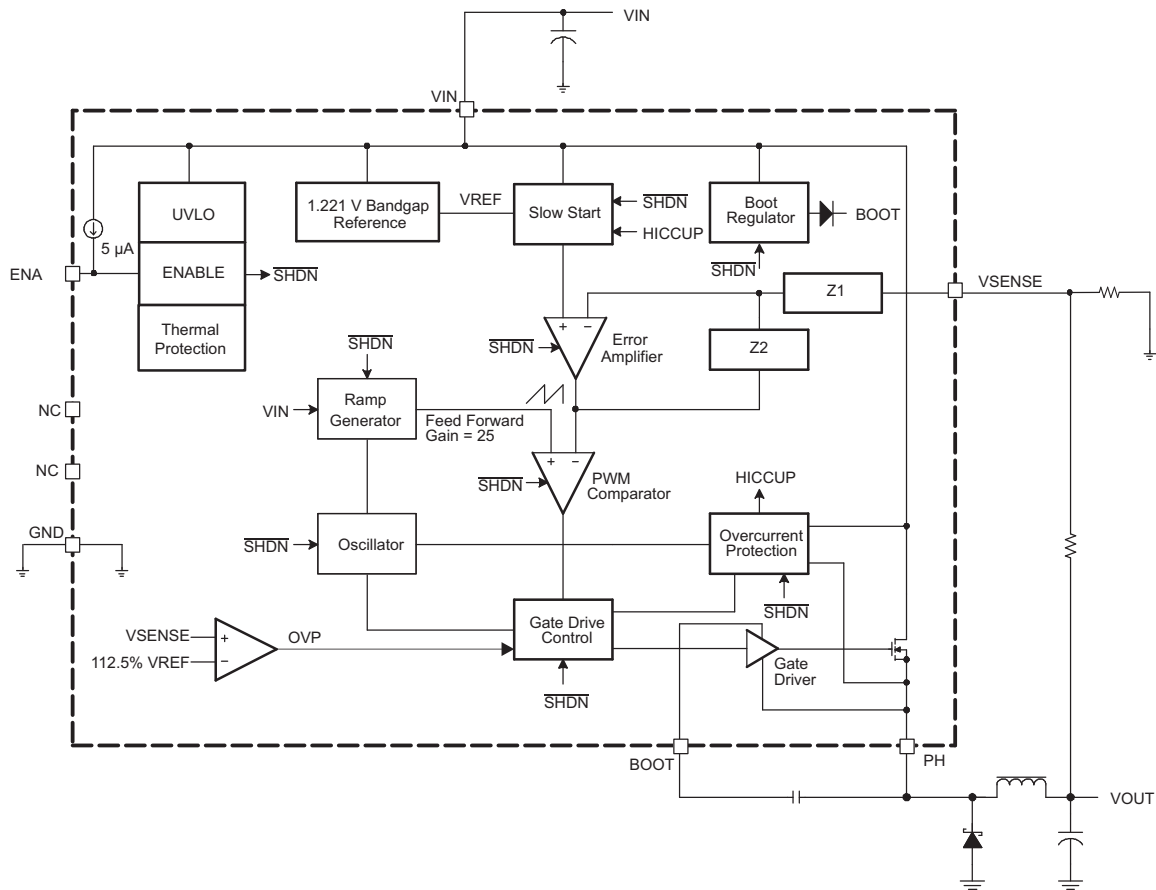 VIN
VIN
UVLO
1.221 V Bandgap
Reference
VREF
Slow Start
SHDN
HICCUP
Boot
Regulator
BOOT
SHDN
5 µA
ENA
ENABLE
SHDN
Thermal
Protection
VSENSE
Z1
Z2
+ −
Error
Amplifier
SHDN
SHDN
VIN
Ramp
Generator
Feed Forward
Gain = 25
NC
NC
+ −
PWM
Comparator
SHDN
HICCUP
GND
SHDN
Oscillator
Overcurrent
Protection
SHDN
VSENSE
+
112.5% VREF
−
OVP
Gate Drive
Control
SHDN
Gate
Driver
BOOT
PH
VOUT